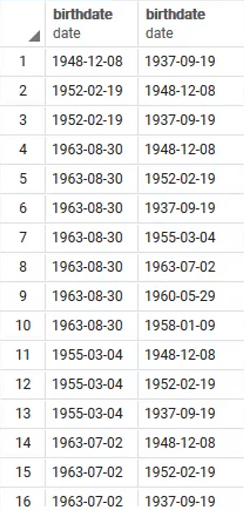 birthdate birthdate
date date
1 1948-12-08 1937-09-19
2 1952-02-19 1948-12-08
3 1952-02-19 1937-09-19
4 1963-08-30 1948-12-08
5 1963-08-30 1952-02-19
6 1963-08-30 1937-09-19
7 1963-08-30 1955-03-04
8 1963-08-30 1963-07-02
9 1963-08-30 1960-05-29
10 1963-08-30 1958-01-09
11 1955-03-04 1948-12-08
12 1955-03-04 1952-02-19
13 1955-03-04 1937-09-19
14 1963-07-02 1948-12-08
15 1963-07-02 1952-02-19
16 1963-07-02 1937-09-19